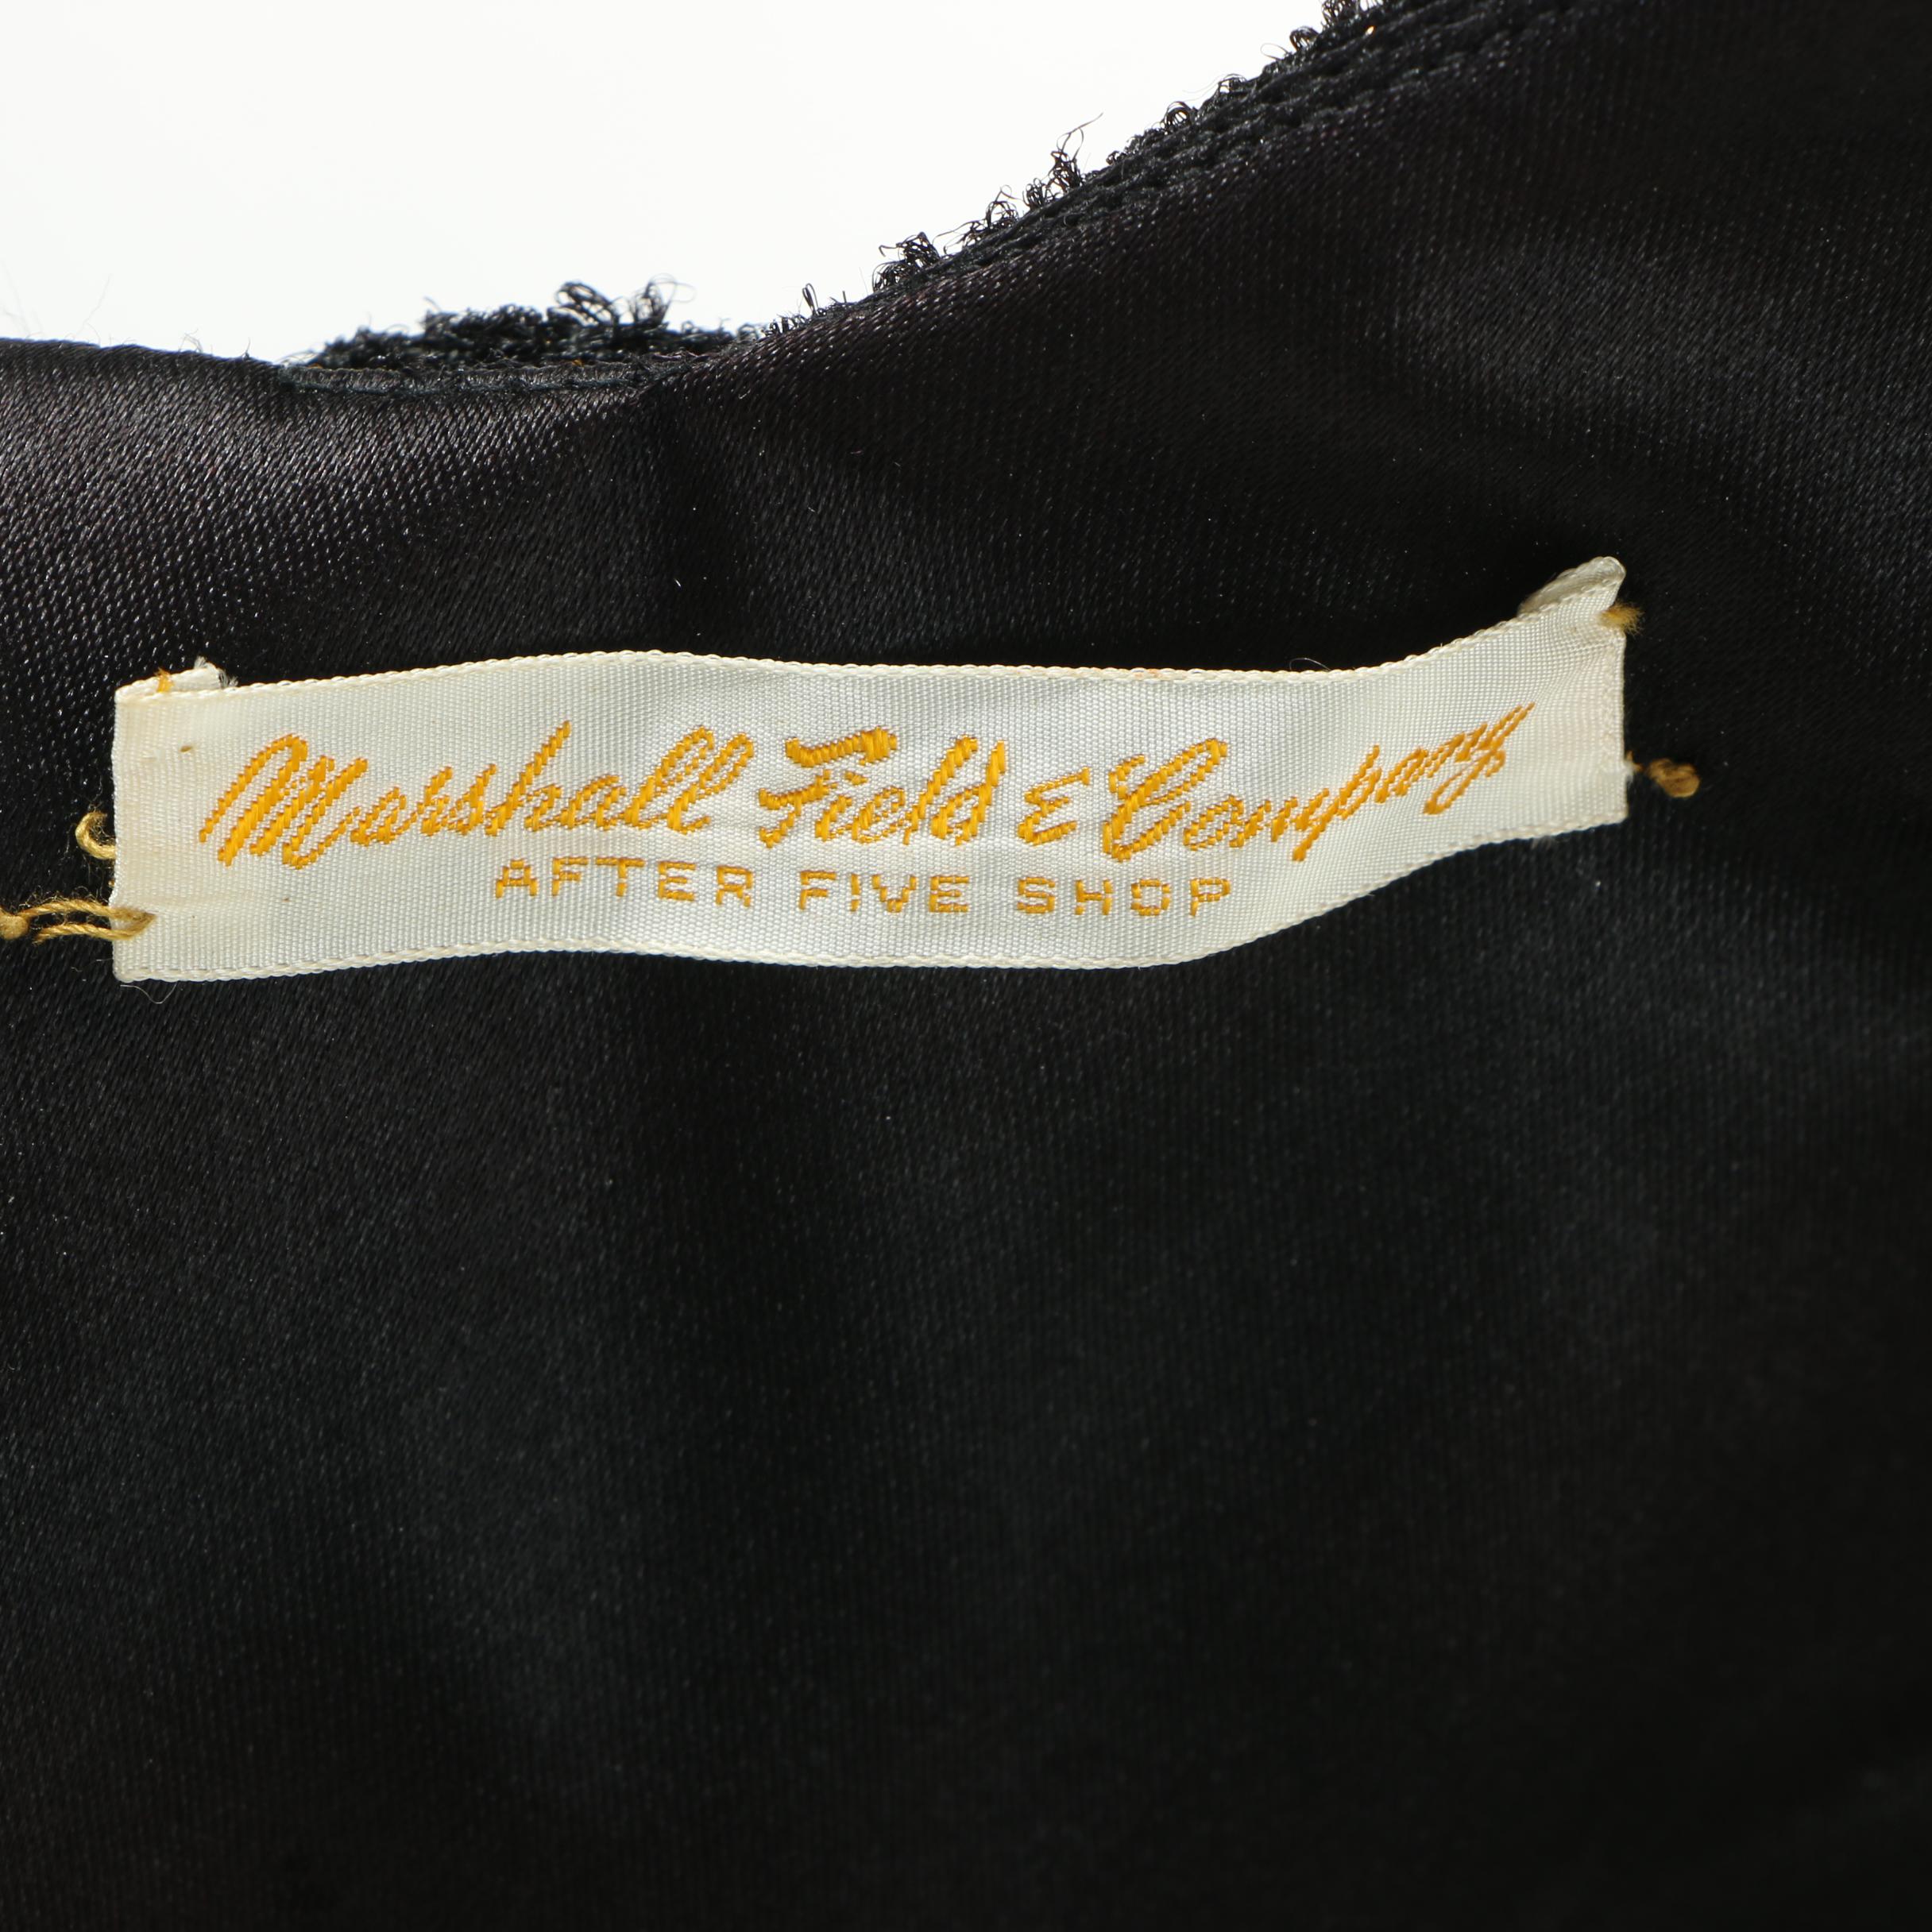 Marshall Field & Company
AFTER FIVE SHOP